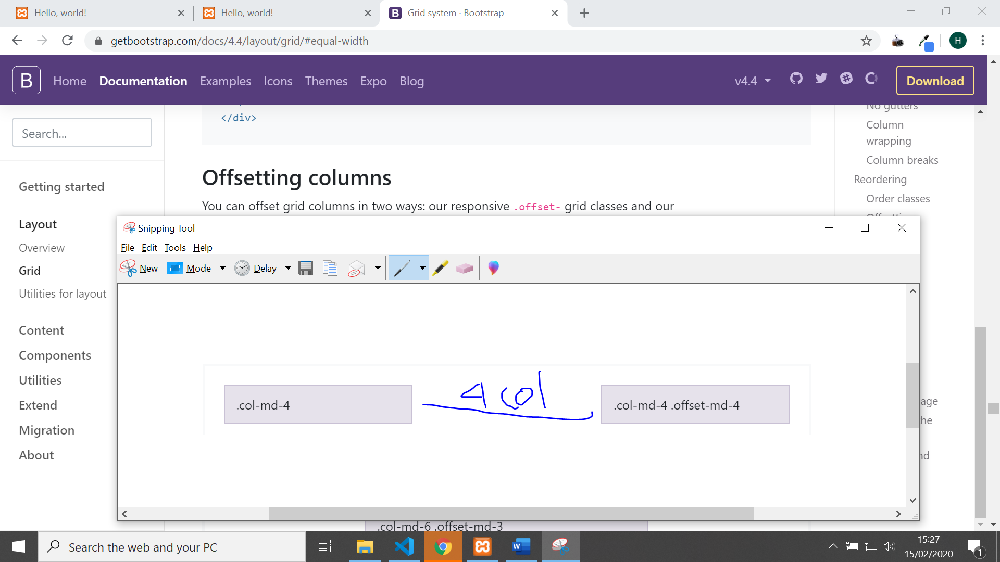 Hello, world!
Hello, world!
Grid system · Bootstrap
getbootstrap.com/docs/4.4/layout/grid/#equal-width
H
B
Home
Documentation
Examples
Icons
Themes
Expo
Blog
v4.4
Download
</div>
Search...
Getting started
Layout
Overview
Grid
Utilities for layout
Content
Components
Utilities
Extend
Migration
About
Offsetting columns
You can offset grid columns in two ways: our responsive .offset- grid classes and our
No gutters
Column
wrapping
Column breaks
Reordering
Order classes
Offsetting
age
the
nd
Snipping Tool
File Edit Tools Help
New
Mode
Delay
.col-md-4
4 col
.col-md-4 .offset-md-4
.col-md-6 .offset-md-3
Search the web and your PC
15:27
15/02/2020
1